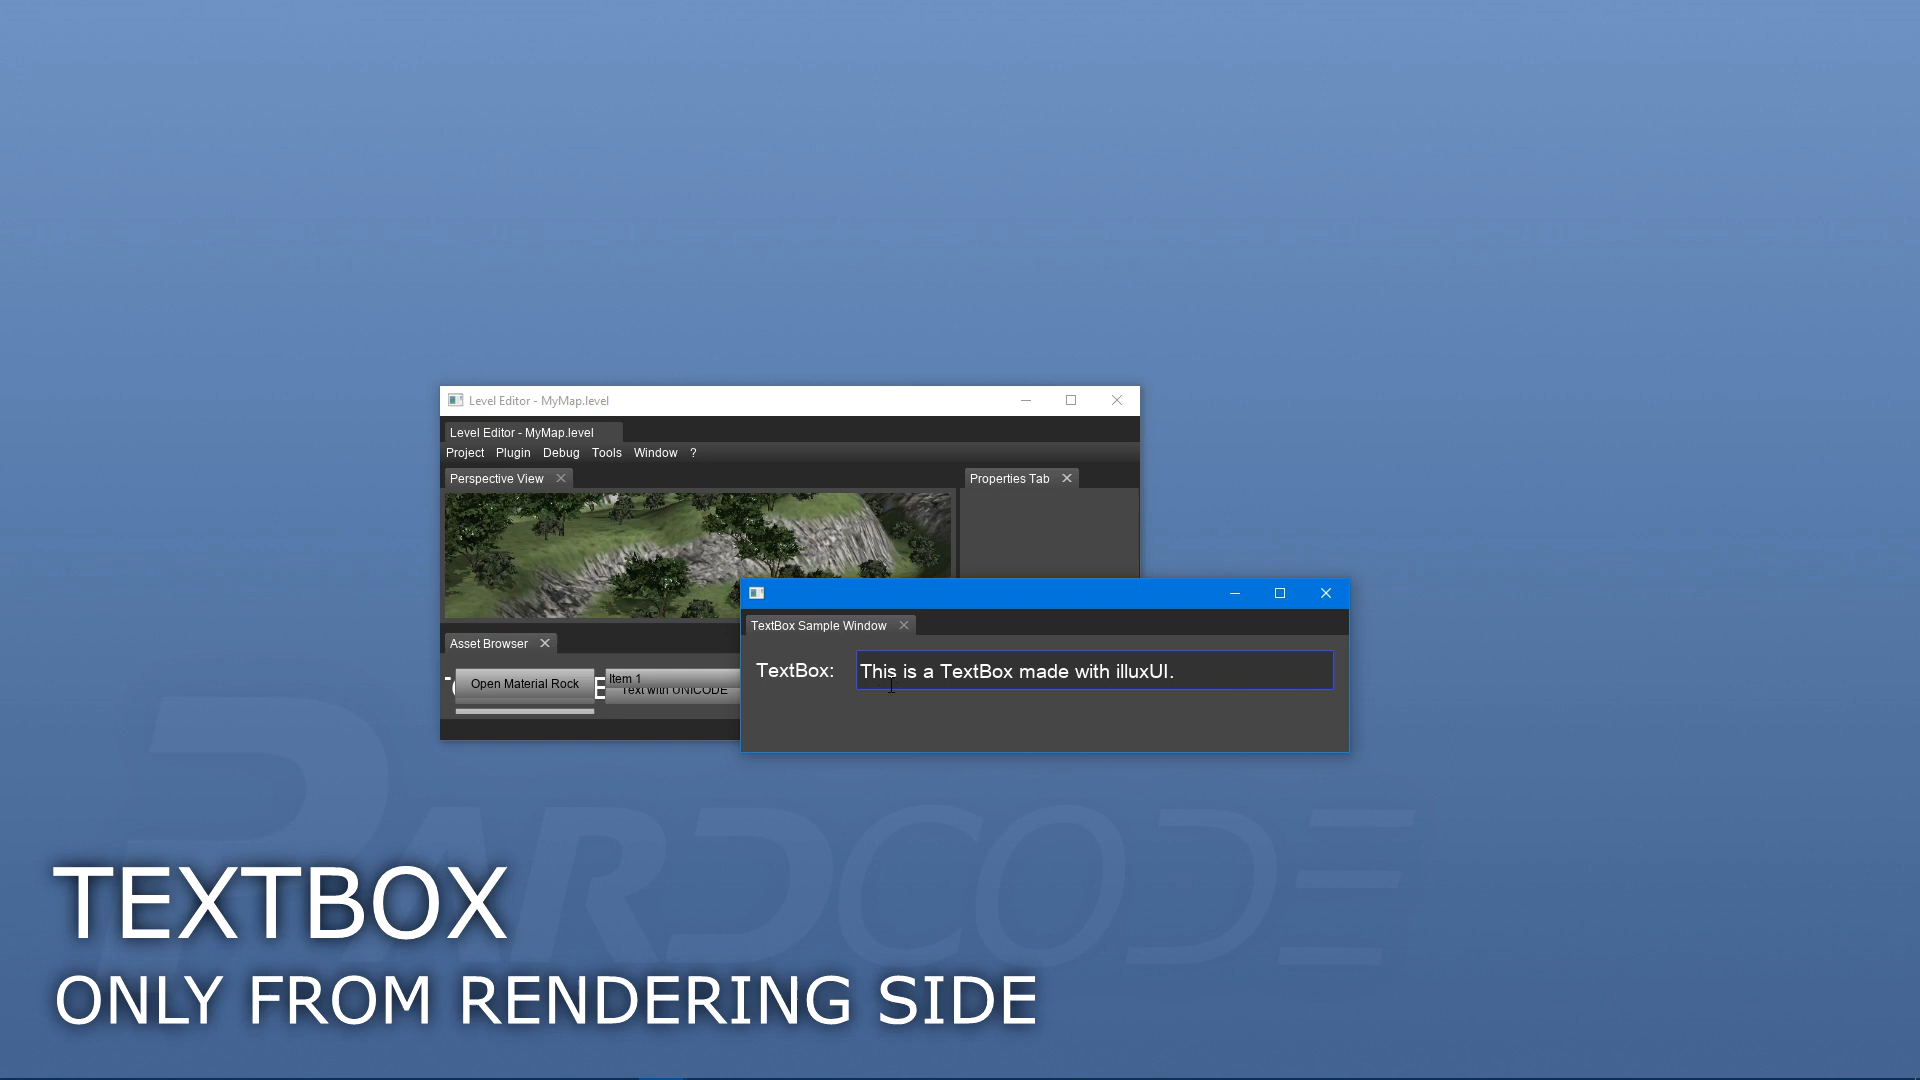 Level Editor - MyMap.level
Level Editor - MyMap.level
Project Plugin Debug Tools Window ?
Perspective View
Properties Tab
TextBox Sample Window
Asset Browser
TextBox: This is a TextBox made with illuxUI.
Open Material Rock
Item 1
Text with UNICODE
PARDCODE
TEXTBOX
ONLY FROM RENDERING SIDE